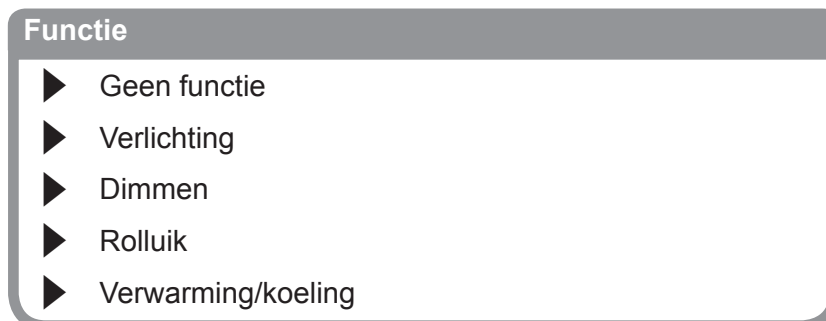 Functie
Geen functie
Verlichting
Dimmen
Rolluik
Verwarming/koeling